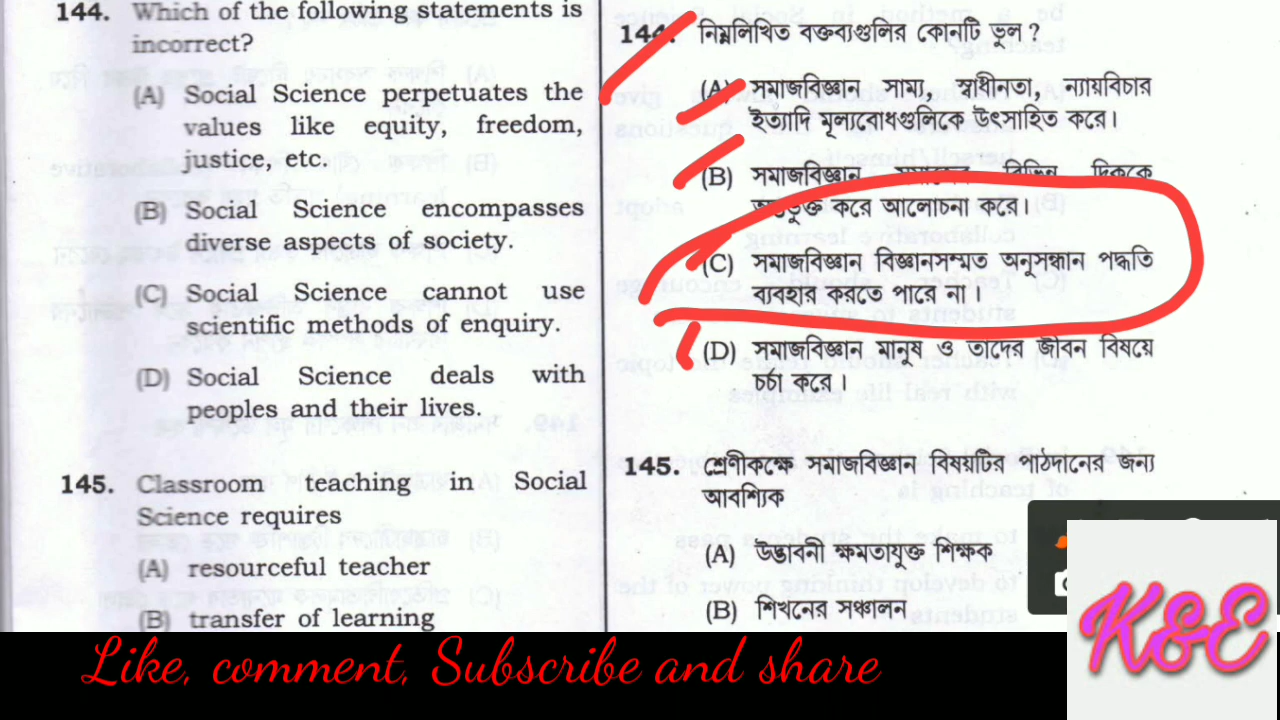 144. Which of the following statements is
incorrect?
(A) Social Science perpetuates the
values like equity, freedom,
justice, etc.
(B) Social Science encompasses
diverse aspects of society.
(C) Social Science cannot use
scientific methods of enquiry.
(D) Social Science deals with
peoples and their lives.
145. Classroom teaching in Social
Science requires
(A) resourceful teacher
(B) transfer of learning
144. নিম্নলিখিত বক্তব্যগুলির কোনটি ভুল ?
(A) সমাজবিজ্ঞান সাম্য, স্বাধীনতা, ন্যায়বিচার
ইত্যাদি মূল্যবোধগুলিকে উৎসাহিত করে।
(B) সমাজবিজ্ঞান সমাজের বিভিন্ন দিককে
অন্তর্ভুক্ত করে আলোচনা করে।
(C) সমাজবিজ্ঞান বিজ্ঞানসম্মত অনুসন্ধান পদ্ধতি
ব্যবহার করতে পারে না।
(D) সমাজবিজ্ঞান মানুষ ও তাদের জীবন বিষয়ে
চর্চা করে।
145. শ্রেণীকক্ষে সমাজবিজ্ঞান বিষয়টির পাঠদানের জন্য
আবশ্যিক
(A) উদ্ভাবনী ক্ষমতাযুক্ত শিক্ষক
(B) শিখনের সঞ্চালন
K&E
Like, comment, Subscribe and share